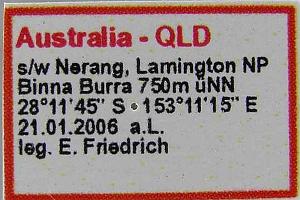 Australia - QLD
s/w Nerang, Lamington NP
Binna Burra 750m üNN
28°11'45" S - 153°11'15" E
21.01.2006 a.L.
leg. E. Friedrich